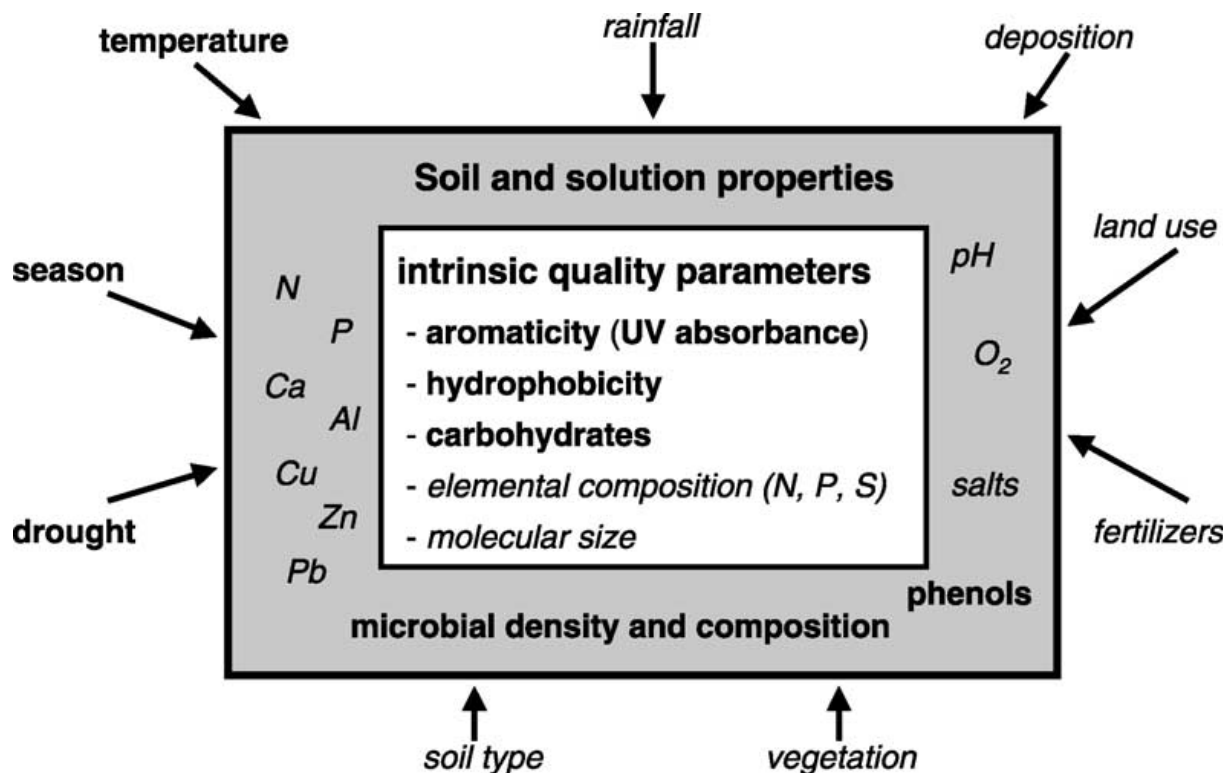 temperature
rainfall
deposition
Soil and solution properties
land use
season
intrinsic quality parameters
pH
N
- aromaticity (UV absorbance)
P
O2
- hydrophobicity
Ca
Al
- carbohydrates
Cu
- elemental composition (N, P, S)
salts
Zn
drought
- molecular size
fertilizers
Pb
phenols
microbial density and composition
soil type
vegetation